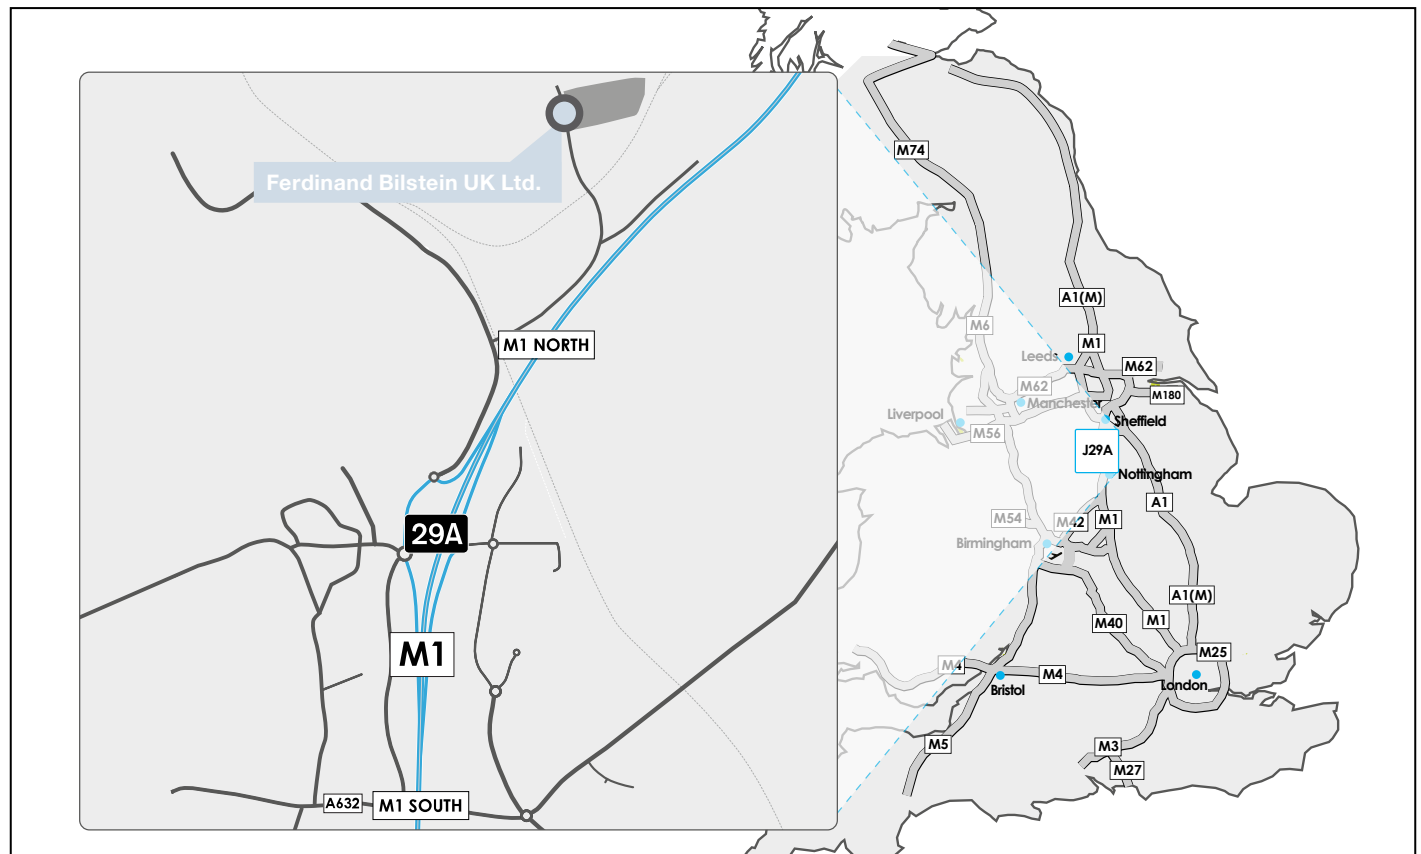 Ferdinand Bilstein UK Ltd.
M1 NORTH
29A
M1
A632
M1 SOUTH
M74
A1(M)
M6
M1
Leeds
M62
M62
M180
Manchester
Liverpool
Sheffield
M56
J29A
Nottingham
A1
M54
M42
M1
Birmingham
A1(M)
M40
M1
M25
M4
M4
London
Bristol
M5
M3
M27